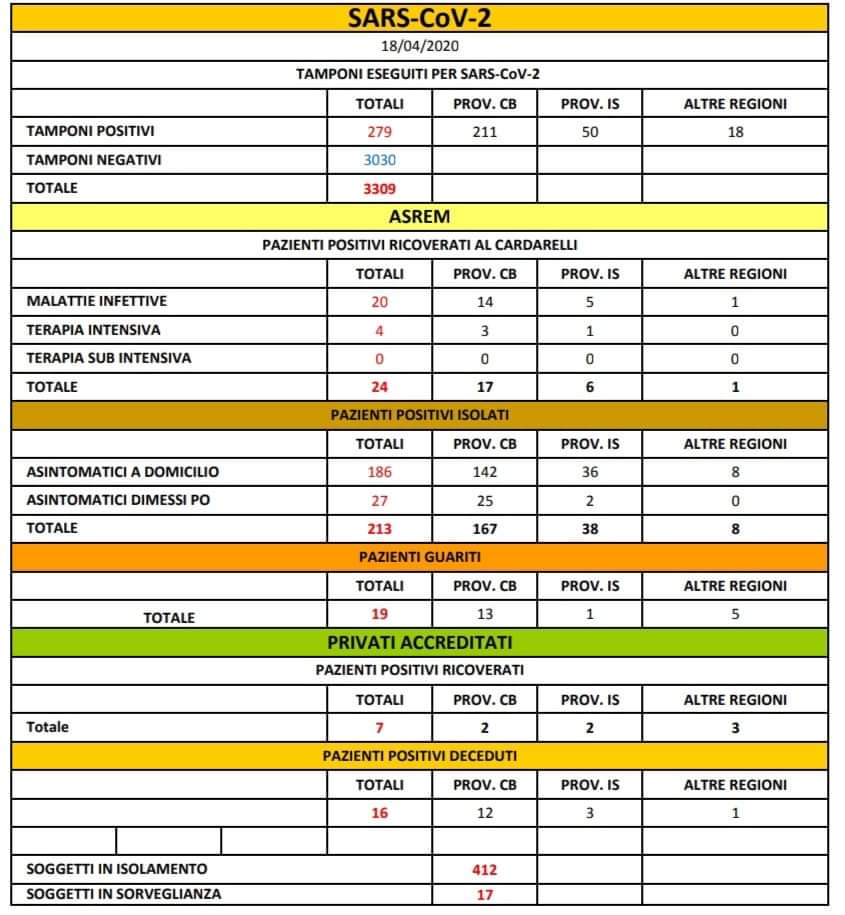 SARS-CoV-2
18/04/2020
TAMPONI ESEGUITI PER SARS-CoV-2
TOTALI PROV. CB PROV. IS ALTRE REGIONI
TAMPONI POSITIVI 279 211 50 18
TAMPONI NEGATIVI 3030
TOTALE 3309
ASREM
PAZIENTI POSITIVI RICOVERATI AL CARDARELLI
TOTALI PROV. CB PROV. IS ALTRE REGIONI
MALATTIE INFETTIVE 20 14 5 1
TERAPIA INTENSIVA 4 3 1 0
TERAPIA SUB INTENSIVA 0 0 0 0
TOTALE 24 17 6 1
PAZIENTI POSITIVI ISOLATI
TOTALI PROV. CB PROV. IS ALTRE REGIONI
ASINTOMATICI A DOMICILIO 186 142 36 8
ASINTOMATICI DIMESSI PO 27 25 2 0
TOTALE 213 167 38 8
PAZIENTI GUARITI
TOTALI PROV. CB PROV. IS ALTRE REGIONI
TOTALE 19 13 1 5
PRIVATI ACCREDITATI
PAZIENTI POSITIVI RICOVERATI
TOTALI PROV. CB PROV. IS ALTRE REGIONI
Totale 7 2 2 3
PAZIENTI POSITIVI DECEDUTI
TOTALI PROV. CB PROV. IS ALTRE REGIONI
16 12 3 1
SOGGETTI IN ISOLAMENTO 412
SOGGETTI IN SORVEGLIANZA 17